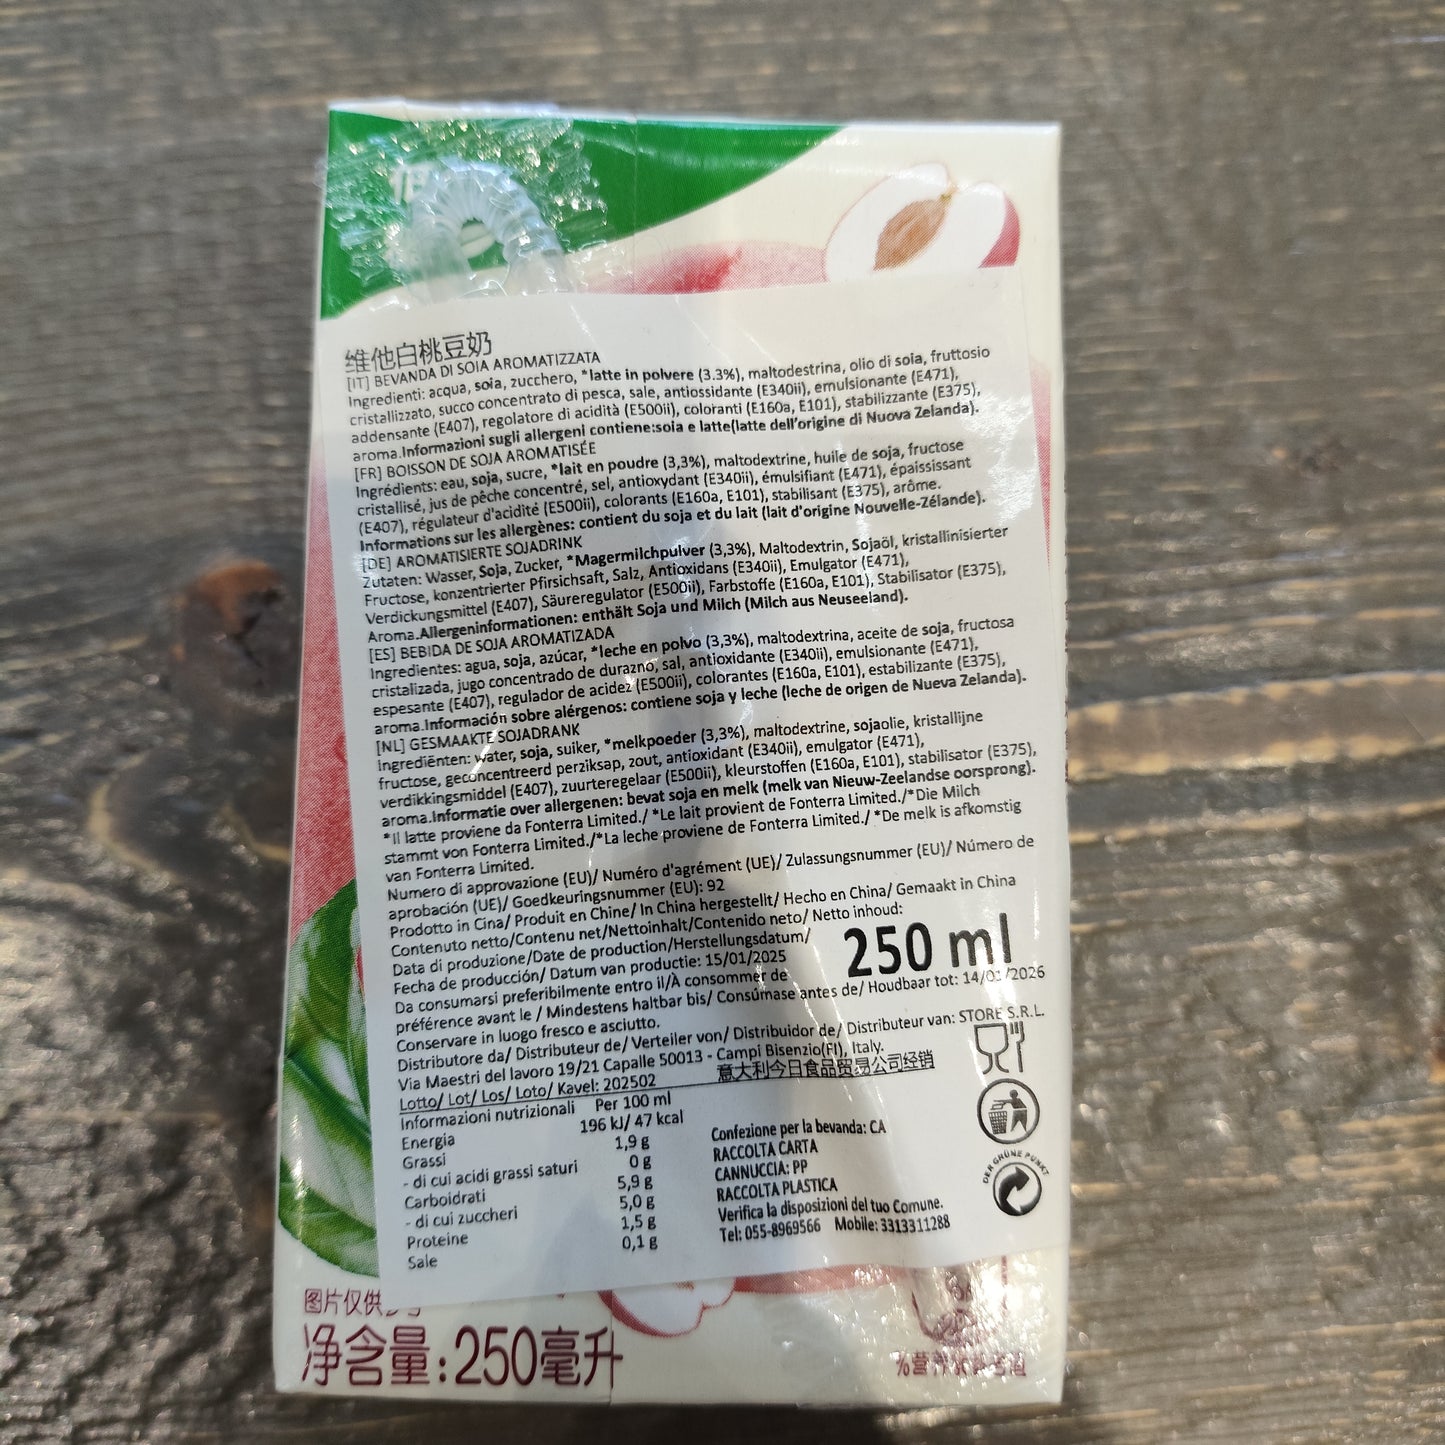 维他白桃豆奶
[IT] BEVANDA DI SOIA AROMATIZZATA
Ingredienti: acqua, soia, zucchero, *latte in polvere (3.3%), maltodestrina, olio di soia, fruttosio
cristallizzato, succo concentrato di pesca, sale, antiossidante (E340ii), emulsionante (E471),
addensante (E407), regolatore di acidità (E500ii), coloranti (E160a, E101), stabilizzante (E375),
aroma.Informazioni sugli allergeni contiene:soia e latte(latte dell'origine di Nuova Zelanda).
[FR] BOISSON DE SOJA AROMATISÉE
Ingrédients: eau, soja, sucre, *lait en poudre (3,3%), maltodextrine, huile de soja, fructose
cristallisé, jus de pêche concentré, sel, antioxydant (E340ii), émulsifiant (E471), épaississant
(E407), régulateur d'acidité (E500ii), colorants (E160a, E101), stabilisant (E375), arôme.
Informations sur les allergènes: contient du soja et du lait (lait d'origine Nouvelle-Zélande).
[DE] AROMATISIERTE SOJADRINK
Zutaten: Wasser, Soja, Zucker, *Magermilchpulver (3,3%), Maltodextrin, Sojaöl, kristallinisierter
Fructose, konzentrierter Pfirsichsaft, Salz, Antioxidans (E340ii), Emulgator (E471),
Verdickungsmittel (E407), Säureregulator (E500ii), Farbstoffe (E160a, E101), Stabilisator (E375),
Aroma.Allergeninformationen: enthält Soja und Milch (Milch aus Neuseeland).
[ES] BEBIDA DE SOJA AROMATIZADA
Ingredientes: agua, soja, azúcar, *leche en polvo (3,3%), maltodextrina, aceite de soja, fructosa
cristalizada, jugo concentrado de durazno, sal, antioxidante (E340ii), emulsionante (E471),
espesante (E407), regulador de acidez (E500ii), colorantes (E160a, E101), estabilizante (E375),
aroma.Información sobre alérgenos: contiene soja y leche (leche de origen de Nueva Zelanda).
[NL] GESMAAKTE SOJADRANK
Ingrediënten: water, soja, suiker, *melkpoeder (3,3%), maltodextrine, sojaolie, kristallijne
fructose, geconcentreerd perziksap, zout, antioxidant (E340ii), emulgator (E471),
verdikkingsmiddel (E407), zuurteregelaar (E500ii), kleurstoffen (E160a, E101), stabilisator (E375),
aroma.Informatie over allergenen: bevat soja en melk (melk van Nieuw-Zeelandse oorsprong).
*Il latte proviene da Fonterra Limited./ *Le lait provient de Fonterra Limited./*Die Milch
stammt von Fonterra Limited./*La leche proviene de Fonterra Limited./ *De melk is afkomstig
van Fonterra Limited.
Numero di approvazione (EU)/ Numéro d'agrément (UE)/ Zulassungsnummer (EU)/ Número de
aprobación (UE)/ Goedkeuringsnummer (EU): 92
Prodotto in Cina/ Produit en Chine/ In China hergestellt/ Hecho en China/ Gemaakt in China
Contenuto netto/Contenu net/Nettoinhalt/Contenido neto/ Netto inhoud:
250 ml
Data di produzione/Date de production/Herstellungsdatum/
Fecha de producción/ Datum van productie: 15/01/2025
Da consumarsi preferibilmente entro il/À consommer de
préférence avant le / Mindestens haltbar bis/ Consúmase antes de/ Houdbaar tot: 14/01/2026
Conservare in luogo fresco e asciutto.
Distributore da/ Distributeur de/ Verteiler von/ Distribuidor de/ Distributeur van: STORE S.R.L.
Via Maestri del lavoro 19/21 Capalle 50013 - Campi Bisenzio(FI), Italy.
Lotto/ Lot/ Los/ Loto/ Kavel: 202502 意大利今日食品贸易公司经销
Informazioni nutrizionali Per 100 ml
Energia 196 kJ/ 47 kcal
Grassi 1,9 g
- di cui acidi grassi saturi 0 g
Carboidrati 5,9 g
- di cui zuccheri 5,0 g
Proteine 1,5 g
Sale 0,1 g
Confezione per la bevanda: CA
RACCOLTA CARTA
CANNUCCIA: PP
RACCOLTA PLASTICA
Verifica la disposizioni del tuo Comune.
Tel: 055-8969566 Mobile: 3313311288
DER GRÜNE PUNKT
图片仅供
净含量:250毫升